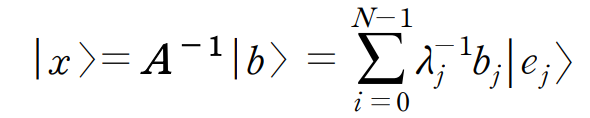 |x⟩=A⁻¹|b⟩ = ∑_{i=0}^{N−1} λ_j^{−1} b_j|e_j⟩